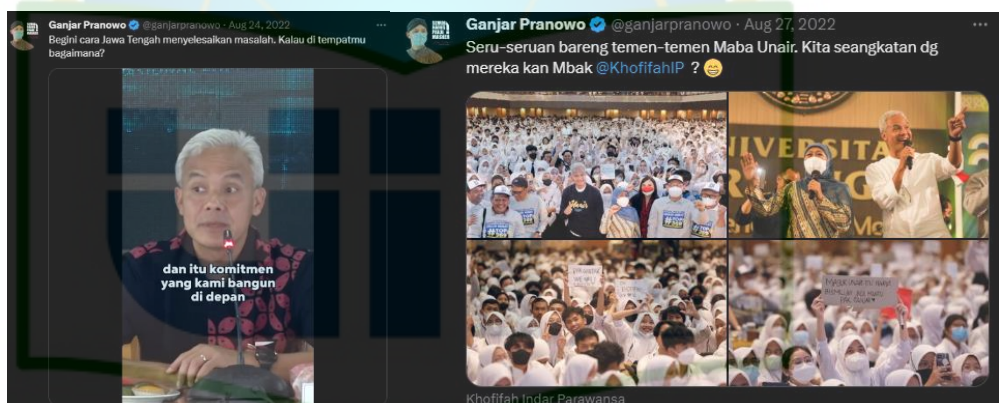 Ganjar Pranowo @ganjarpranowo · Aug 24, 2022
Begini cara Jawa Tengah menyelesaikan masalah. Kalau di tempatmu
bagaimana?
dan itu komitmen
yang kami bangun
di depan
Ganjar Pranowo @ganjarpranowo · Aug 27, 2022
Seru-seruan bareng temen-temen Maba Unair. Kita seangkatan dg
mereka kan Mbak @KhofifahIP ? 😄
NIVERSITA
Khofifah Indar Parawansa